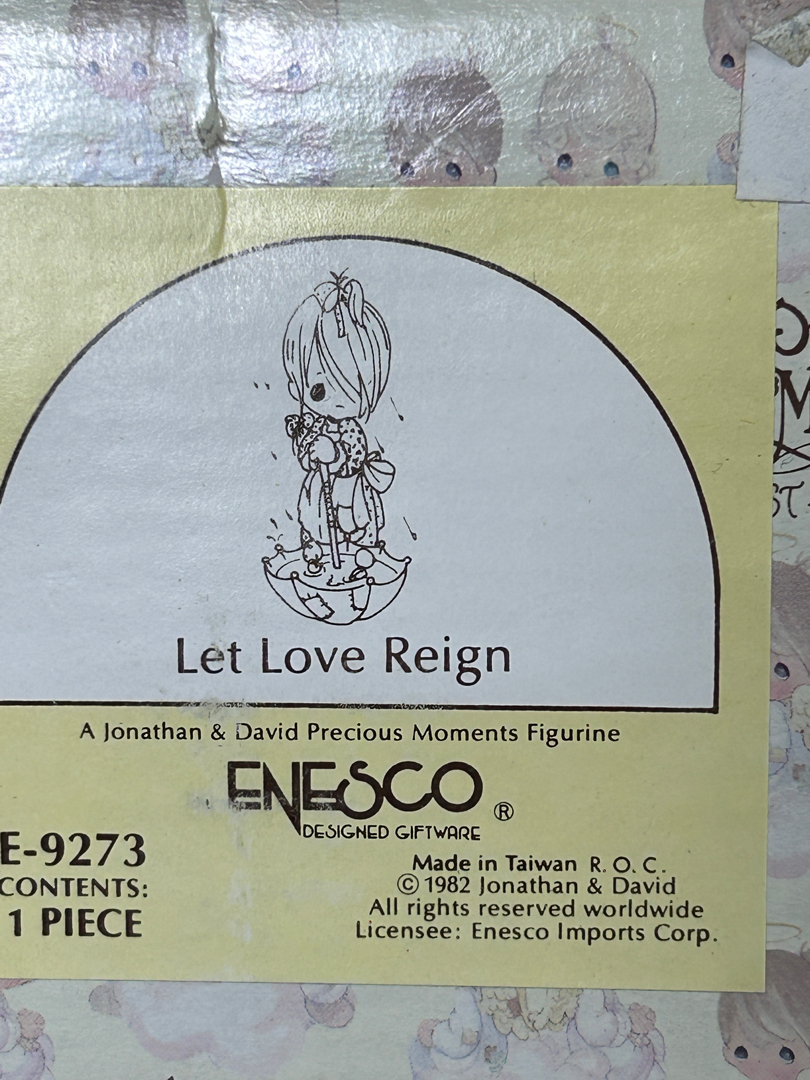 Let Love Reign
A Jonathan & David Precious Moments Figurine
ENESCO ®
DESIGNED GIFTWARE
E-9273
CONTENTS:
1 PIECE
Made in Taiwan R.O.C.
© 1982 Jonathan & David
All rights reserved worldwide
Licensee: Enesco Imports Corp.